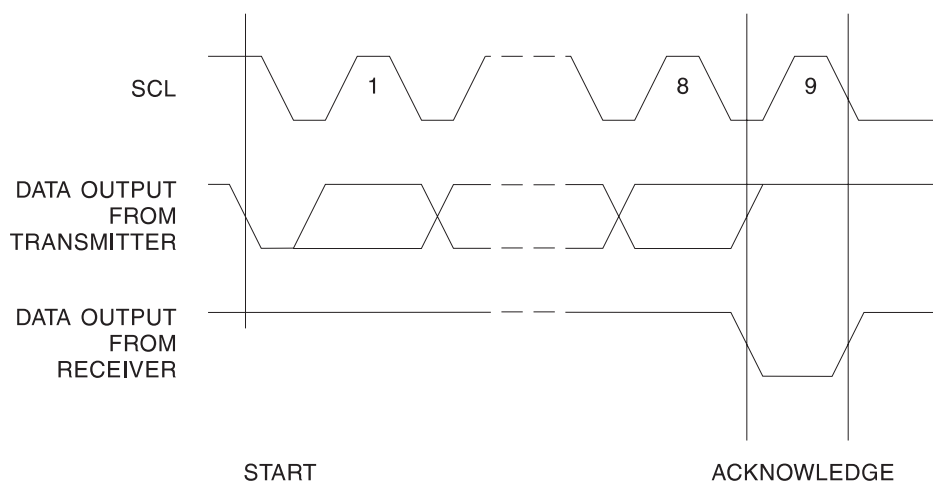 SCL
1
8
9
DATA OUTPUT
FROM
TRANSMITTER
DATA OUTPUT
FROM
RECEIVER
START
ACKNOWLEDGE